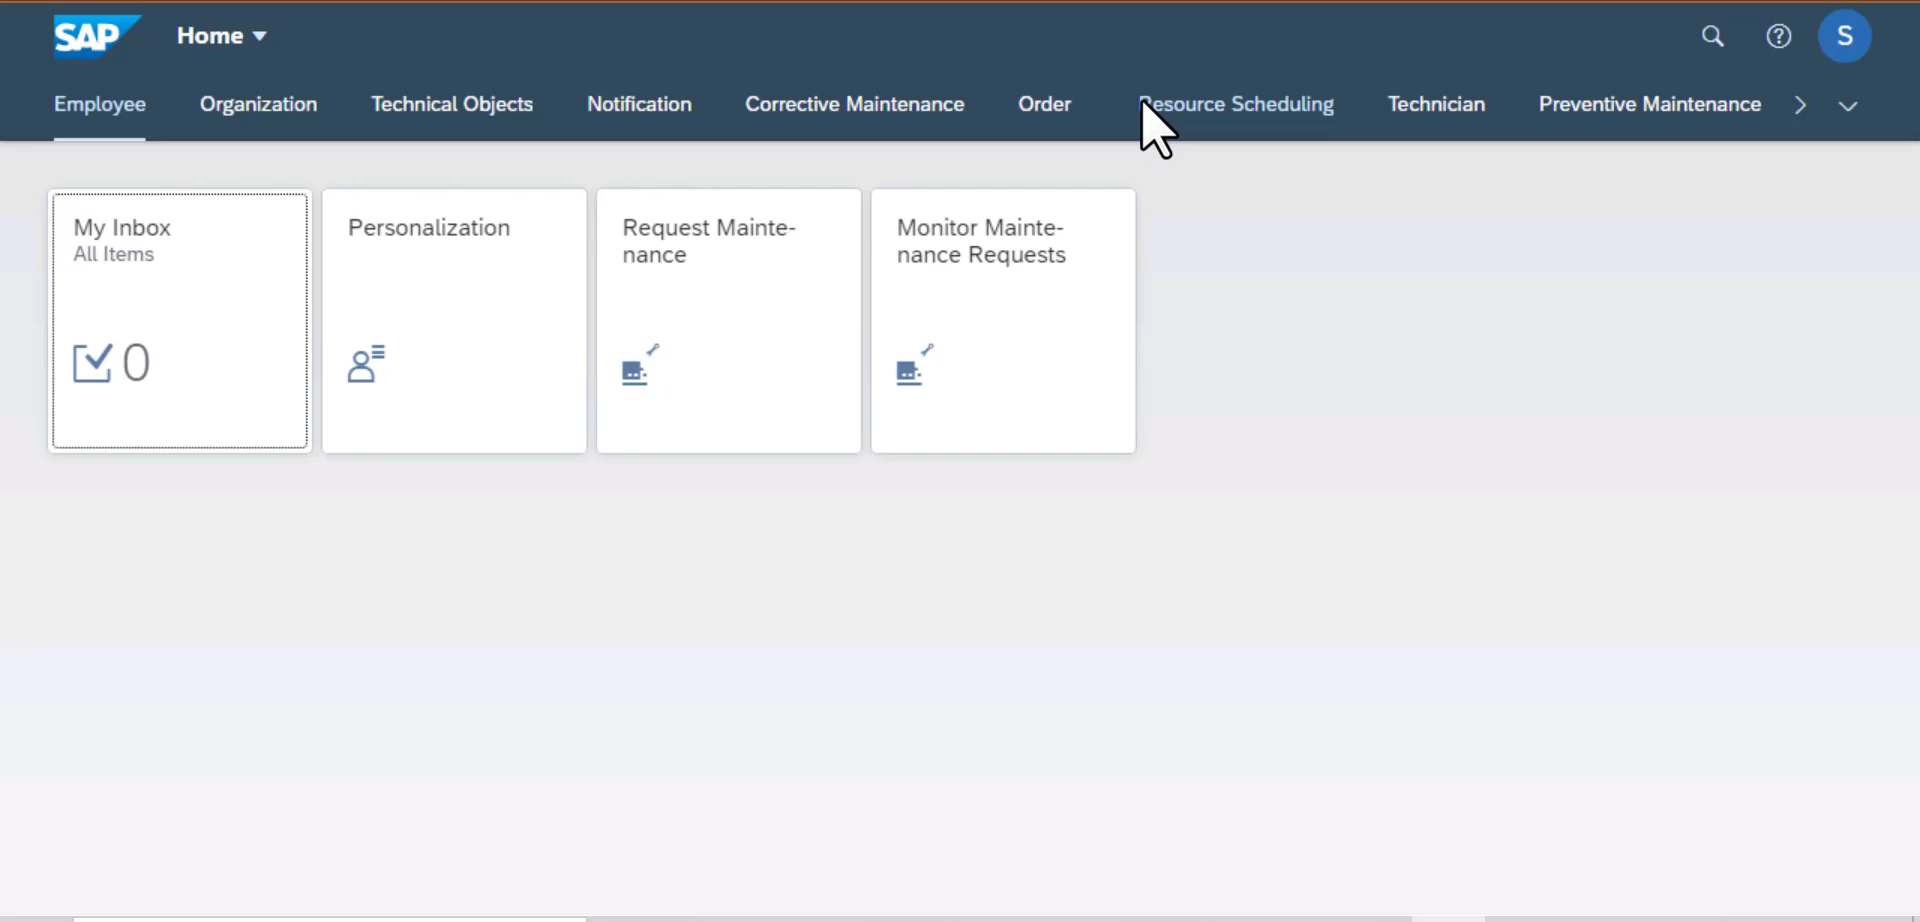 SAP Home S
Employee Organization Technical Objects Notification Corrective Maintenance Order Resource Scheduling Technician Preventive Maintenance
My Inbox
All Items
0
Personalization
Request Mainte-
nance
Monitor Mainte-
nance Requests